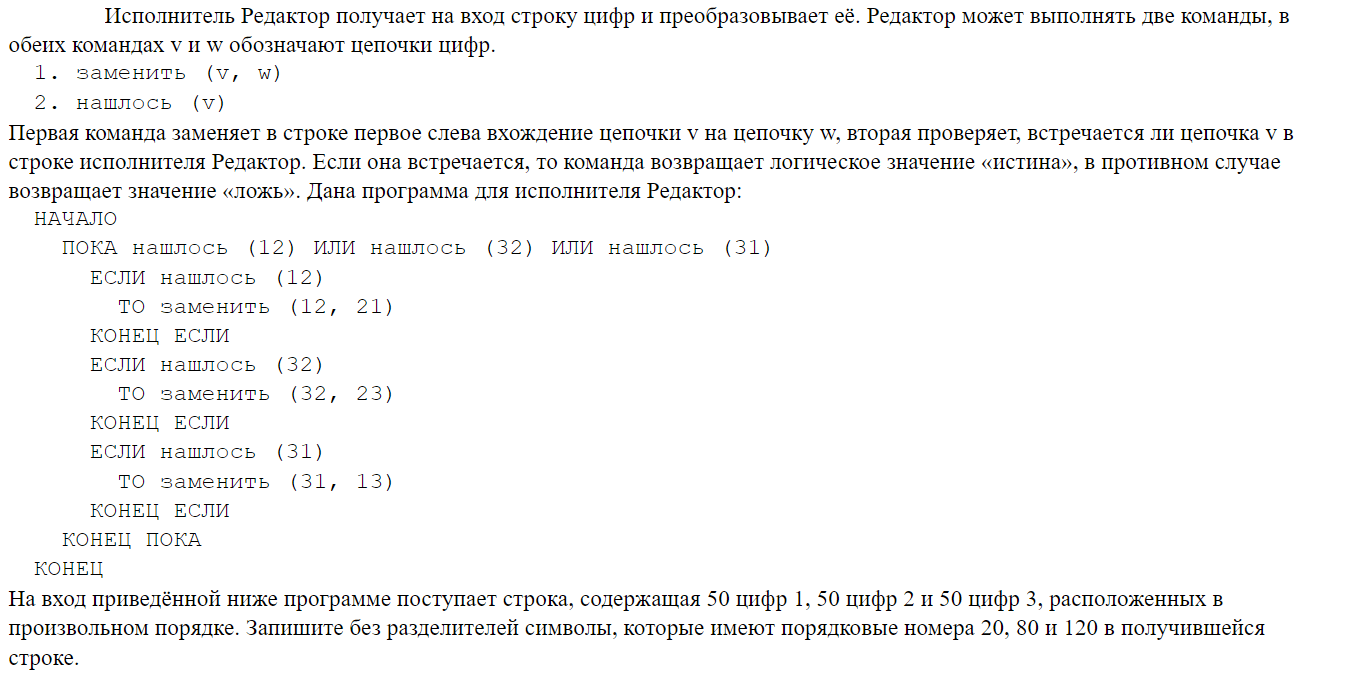 Исполнитель Редактор получает на вход строку цифр и преобразовывает её. Редактор может выполнять две команды, в
обеих командах v и w обозначают цепочки цифр.
1. заменить (v, w)
2. нашлось (v)
Первая команда заменяет в строке первое слева вхождение цепочки v на цепочку w, вторая проверяет, встречается ли цепочка v в
строке исполнителя Редактор. Если она встречается, то команда возвращает логическое значение «истина», в противном случае
возвращает значение «ложь». Дана программа для исполнителя Редактор:
НАЧАЛО
ПОКА нашлось (12) ИЛИ нашлось (32) ИЛИ нашлось (31)
ЕСЛИ нашлось (12)
ТО заменить (12, 21)
КОНЕЦ ЕСЛИ
ЕСЛИ нашлось (32)
ТО заменить (32, 23)
КОНЕЦ ЕСЛИ
ЕСЛИ нашлось (31)
ТО заменить (31, 13)
КОНЕЦ ЕСЛИ
КОНЕЦ ПОКА
КОНЕЦ
На вход приведённой ниже программе поступает строка, содержащая 50 цифр 1, 50 цифр 2 и 50 цифр 3, расположенных в
произвольном порядке. Запишите без разделителей символы, которые имеют порядковые номера 20, 80 и 120 в получившейся
строке.